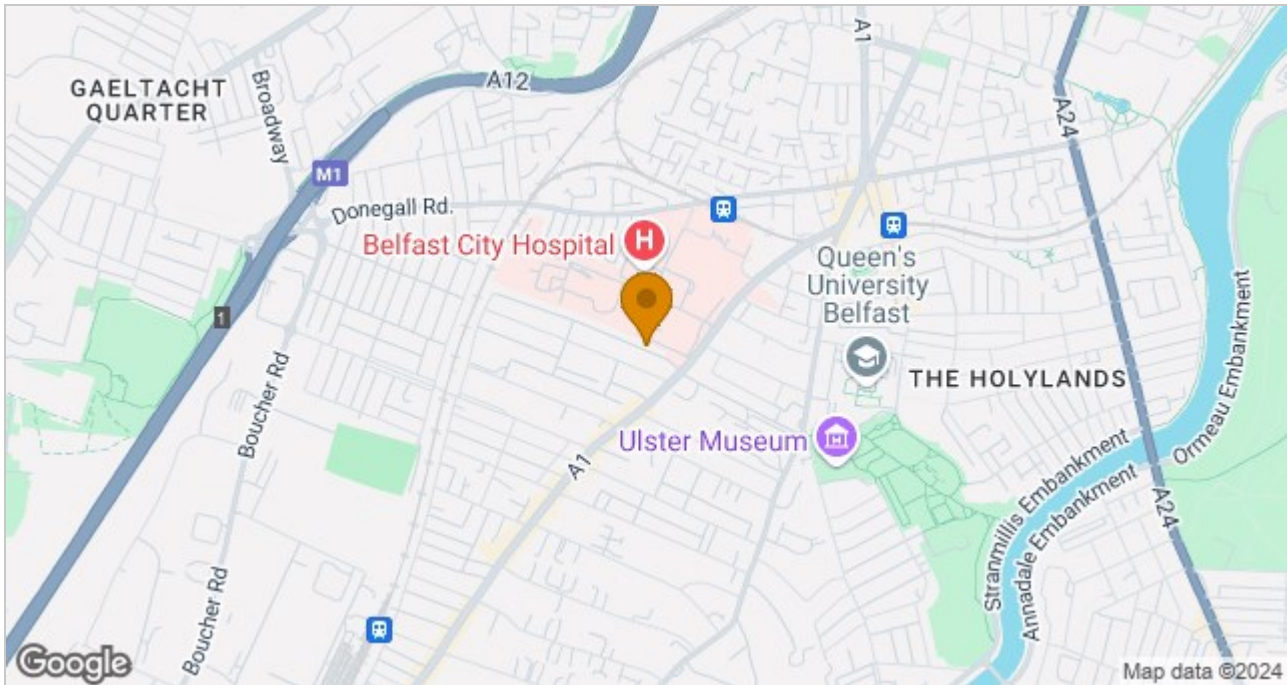 GAELTACHT
QUARTER
Broadway
A12
A1
A24
M1
Donegall Rd.
Belfast City Hospital
H
Queen's
University
Belfast
1
Boucher Rd
THE HOLYLANDS
Ulster Museum
A1
Ormeau Embankment
Stranmillis Embankment
Annadale Embankment
A24
Boucher Rd
Google
Map data ©2024